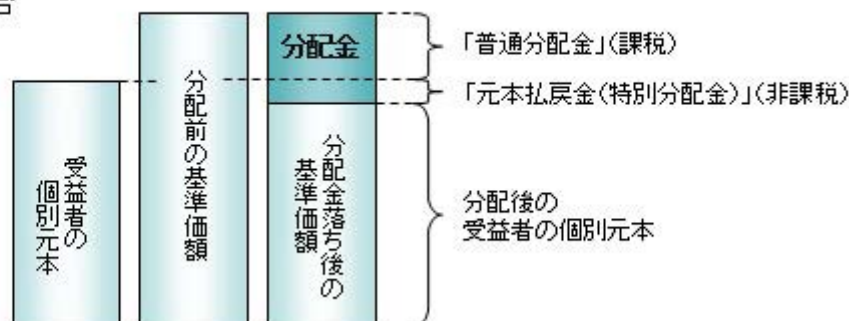 分配金
「普通分配金」(課税)
「元本払戻金(特別分配金)」(非課税)
受益者の
個別元本
分配前の基準価額
分配金落ち後の
基準価額
分配後の
受益者の個別元本